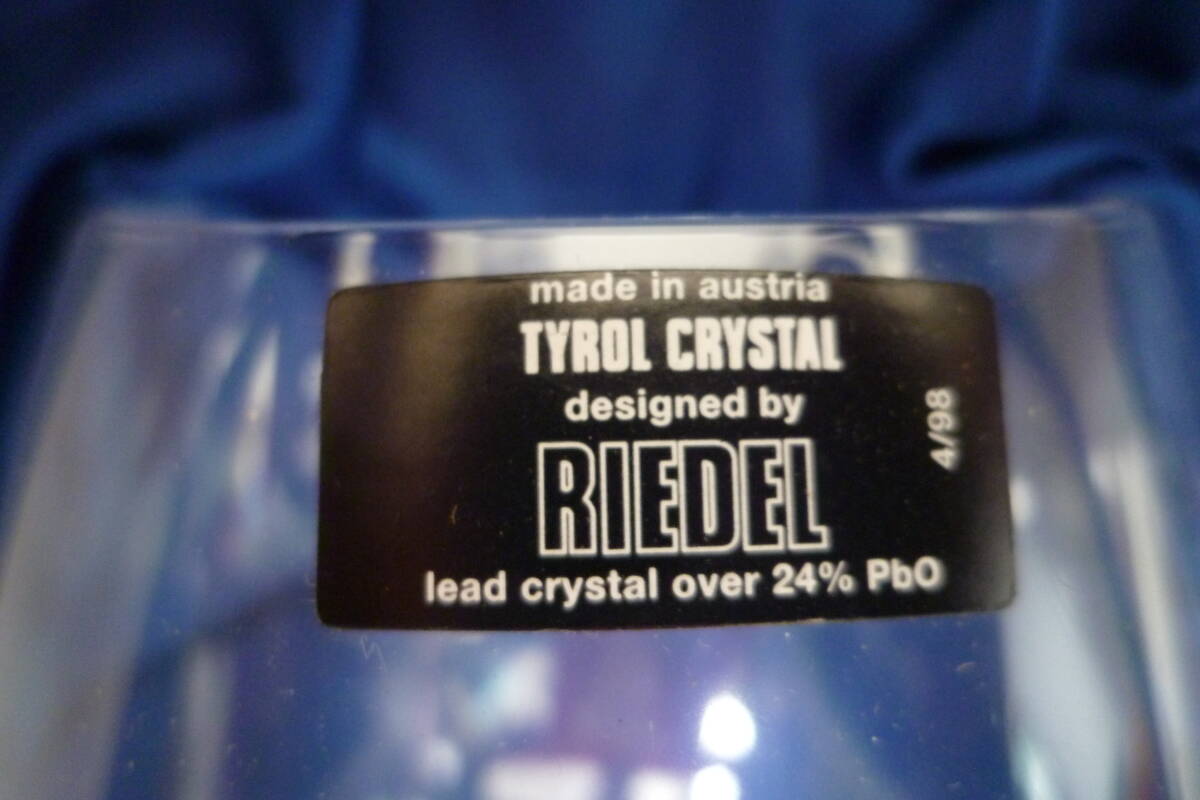 made in austria
TYROL CRYSTAL
designed by
RIEDEL
lead crystal over 24% PbO
4/98